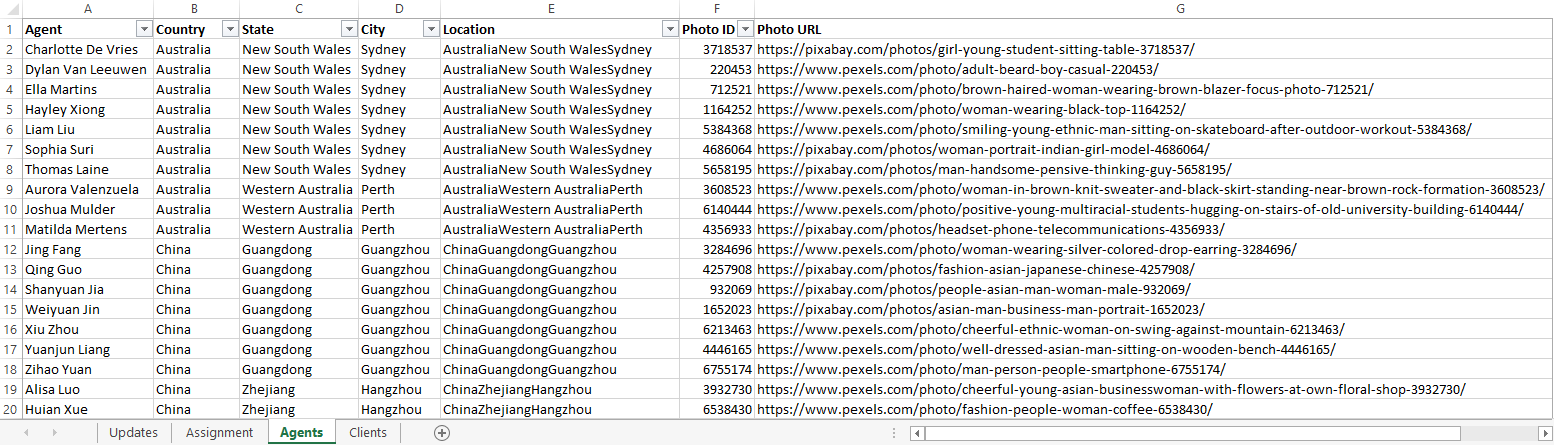 A B C D E F G
1 Agent Country State City Location Photo ID Photo URL
2 Charlotte De Vries Australia New South Wales Sydney AustraliaNew South WalesSydney 3718537 https://pixabay.com/photos/girl-young-student-sitting-table-3718537/
3 Dylan Van Leeuwen Australia New South Wales Sydney AustraliaNew South WalesSydney 220453 https://www.pexels.com/photo/adult-beard-boy-casual-220453/
4 Ella Martins Australia New South Wales Sydney AustraliaNew South WalesSydney 712521 https://www.pexels.com/photo/brown-haired-woman-wearing-brown-blazer-focus-photo-712521/
5 Hayley Xiong Australia New South Wales Sydney AustraliaNew South WalesSydney 1164252 https://www.pexels.com/photo/woman-wearing-black-top-1164252/
6 Liam Liu Australia New South Wales Sydney AustraliaNew South WalesSydney 5384368 https://www.pexels.com/photo/smiling-young-ethnic-man-sitting-on-skateboard-after-outdoor-workout-5384368/
7 Sophia Suri Australia New South Wales Sydney AustraliaNew South WalesSydney 4686064 https://pixabay.com/photos/woman-portrait-indian-girl-model-4686064/
8 Thomas Laine Australia New South Wales Sydney AustraliaNew South WalesSydney 5658195 https://pixabay.com/photos/man-handsome-pensive-thinking-guy-5658195/
9 Aurora Valenzuela Australia Western Australia Perth AustraliaWestern AustraliaPerth 3608523 https://www.pexels.com/photo/woman-in-brown-knit-sweater-and-black-skirt-standing-near-brown-rock-formation-3608523/
10 Joshua Mulder Australia Western Australia Perth AustraliaWestern AustraliaPerth 6140444 https://www.pexels.com/photo/positive-young-multiracial-students-hugging-on-stairs-of-old-university-building-6140444/
11 Matilda Mertens Australia Western Australia Perth AustraliaWestern AustraliaPerth 4356933 https://pixabay.com/photos/headset-phone-telecommunications-4356933/
12 Jing Fang China Guangdong Guangzhou ChinaGuangdongGuangzhou 3284696 https://www.pexels.com/photo/woman-wearing-silver-colored-drop-earring-3284696/
13 Qing Guo China Guangdong Guangzhou ChinaGuangdongGuangzhou 4257908 https://pixabay.com/photos/fashion-asian-japanese-chinese-4257908/
14 Shanyuan Jia China Guangdong Guangzhou ChinaGuangdongGuangzhou 932069 https://pixabay.com/photos/people-asian-man-woman-male-932069/
15 Weiyuan Jin China Guangdong Guangzhou ChinaGuangdongGuangzhou 1652023 https://pixabay.com/photos/asian-man-business-man-portrait-1652023/
16 Xiu Zhou China Guangdong Guangzhou ChinaGuangdongGuangzhou 6213463 https://www.pexels.com/photo/cheerful-ethnic-woman-on-swing-against-mountain-6213463/
17 Yuanjun Liang China Guangdong Guangzhou ChinaGuangdongGuangzhou 4446165 https://www.pexels.com/photo/well-dressed-asian-man-sitting-on-wooden-bench-4446165/
18 Zihao Yuan China Guangdong Guangzhou ChinaGuangdongGuangzhou 6755174 https://www.pexels.com/photo/man-person-people-smartphone-6755174/
19 Alisa Luo China Zhejiang Hangzhou ChinaZhejiangHangzhou 3932730 https://www.pexels.com/photo/cheerful-young-asian-businesswoman-with-flowers-at-own-floral-shop-3932730/
20 Huian Xue China Zhejiang Hangzhou ChinaZhejiangHangzhou 6538430 https://www.pexels.com/photo/fashion-people-woman-coffee-6538430/
Updates Assignment Agents Clients